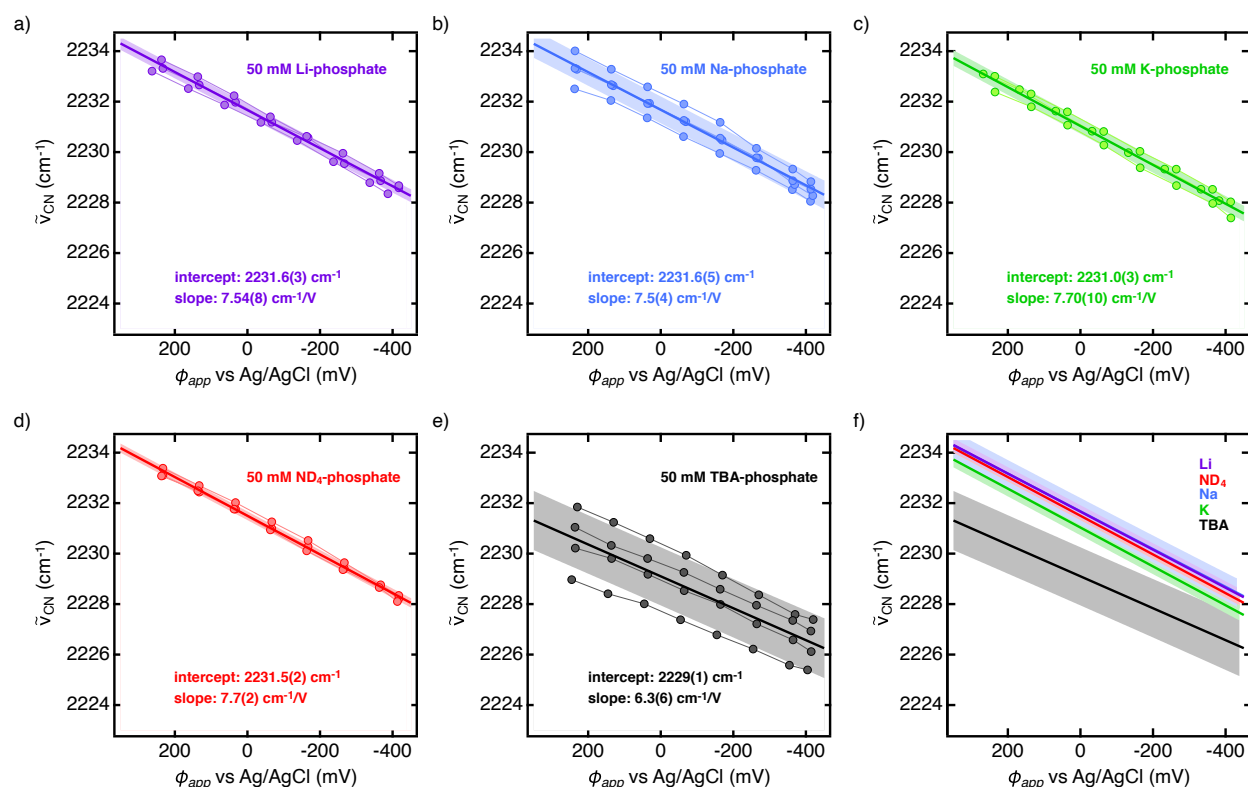 a)
50 mM Li-phosphate
ṽCN (cm⁻¹)
2234
2232
2230
2228
2226
2224
intercept: 2231.6(3) cm⁻¹
slope: 7.54(8) cm⁻¹/V
200 0 -200 -400
ϕapp vs Ag/AgCl (mV)
b)
50 mM Na-phosphate
ṽCN (cm⁻¹)
2234
2232
2230
2228
2226
2224
intercept: 2231.6(5) cm⁻¹
slope: 7.5(4) cm⁻¹/V
200 0 -200 -400
ϕapp vs Ag/AgCl (mV)
c)
50 mM K-phosphate
ṽCN (cm⁻¹)
2234
2232
2230
2228
2226
2224
intercept: 2231.0(3) cm⁻¹
slope: 7.70(10) cm⁻¹/V
200 0 -200 -400
ϕapp vs Ag/AgCl (mV)
d)
50 mM ND₄-phosphate
ṽCN (cm⁻¹)
2234
2232
2230
2228
2226
2224
intercept: 2231.5(2) cm⁻¹
slope: 7.7(2) cm⁻¹/V
200 0 -200 -400
ϕapp vs Ag/AgCl (mV)
e)
50 mM TBA-phosphate
ṽCN (cm⁻¹)
2234
2232
2230
2228
2226
2224
intercept: 2229(1) cm⁻¹
slope: 6.3(6) cm⁻¹/V
200 0 -200 -400
ϕapp vs Ag/AgCl (mV)
f)
Li
ND₄
Na
K
TBA
ṽCN (cm⁻¹)
2234
2232
2230
2228
2226
2224
200 0 -200 -400
ϕapp vs Ag/AgCl (mV)